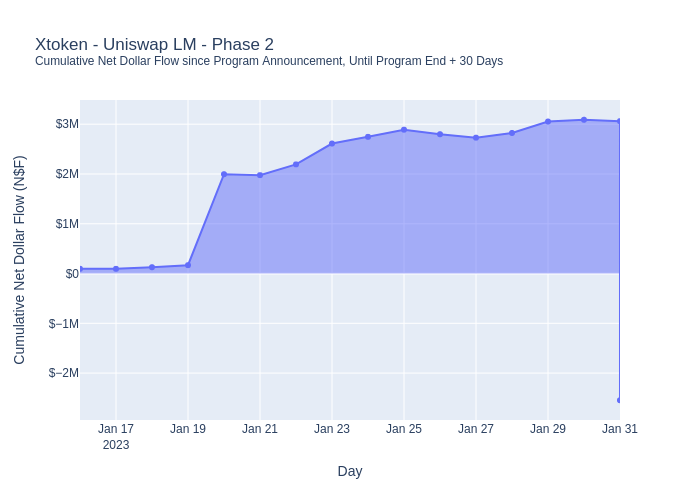 Xtoken - Uniswap LM - Phase 2
Cumulative Net Dollar Flow since Program Announcement, Until Program End + 30 Days
Cumulative Net Dollar Flow (N$F)
$3M
$2M
$1M
$0
$−1M
$−2M
Jan 17
2023
Jan 19
Jan 21
Jan 23
Jan 25
Jan 27
Jan 29
Jan 31
Day